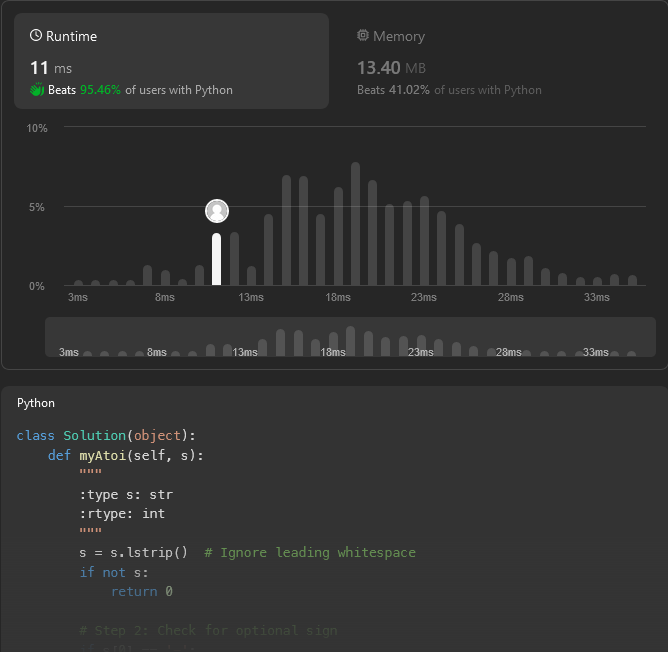 Runtime
Memory
11 ms
13.40 MB
Beats 95.46% of users with Python
Beats 41.02% of users with Python
10%
5%
0%
3ms 8ms 13ms 18ms 23ms 28ms 33ms
3ms 8ms 13ms 18ms 23ms 28ms 33ms
Python
class Solution(object):
def myAtoi(self, s):
"""
:type s: str
:rtype: int
"""
s = s.lstrip()  # Ignore leading whitespace
if not s:
return 0
# Step 2: Check for optional sign